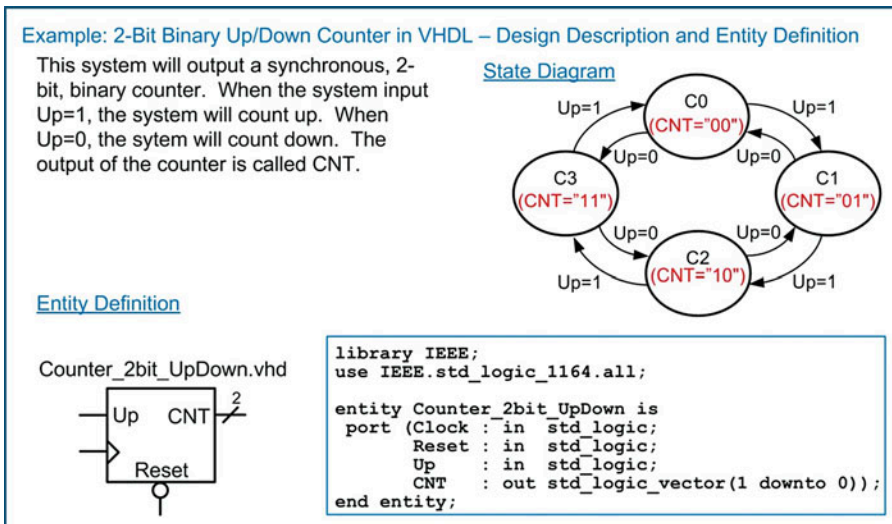 Example: 2-Bit Binary Up/Down Counter in VHDL – Design Description and Entity Definition
This system will output a synchronous, 2-
bit, binary counter. When the system input
Up=1, the system will count up. When
Up=0, the sytem will count down. The
output of the counter is called CNT.
State Diagram
C0
(CNT="00")
Up=1
Up=1
Up=0
Up=0
C3
(CNT="11")
C1
(CNT="01")
Up=0
Up=0
C2
(CNT="10")
Up=1
Up=1
Entity Definition
Counter_2bit_UpDown.vhd
2
Up
CNT
Reset
library IEEE;
use IEEE.std_logic_1164.all;
entity Counter_2bit_UpDown is
port (Clock : in std_logic;
Reset : in std_logic;
Up : in std_logic;
CNT : out std_logic_vector(1 downto 0));
end entity;